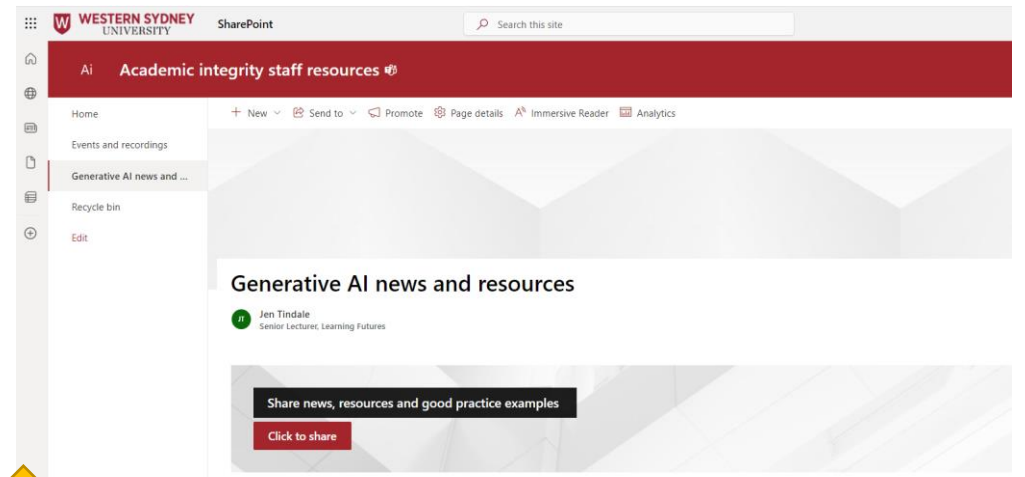 WESTERN SYDNEY
UNIVERSITY
SharePoint
Search this site
Ai
Academic integrity staff resources
Home
Events and recordings
Generative AI news and ...
Recycle bin
Edit
New
Send to
Promote
Page details
Immersive Reader
Analytics
Generative AI news and resources
JT
Jen Tindale
Senior Lecturer, Learning Futures
Share news, resources and good practice examples
Click to share